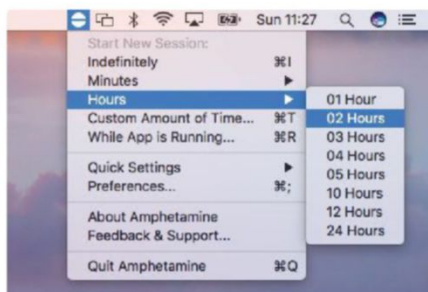 Sun 11:27
Start New Session:
Indefinitely ⌘I
Minutes
Hours
Custom Amount of Time... ⌘T
While App is Running... ⌘R
Quick Settings
Preferences... ⌘;
About Amphetamine
Feedback & Support...
Quit Amphetamine ⌘Q
01 Hour
02 Hours
03 Hours
04 Hours
05 Hours
10 Hours
12 Hours
24 Hours